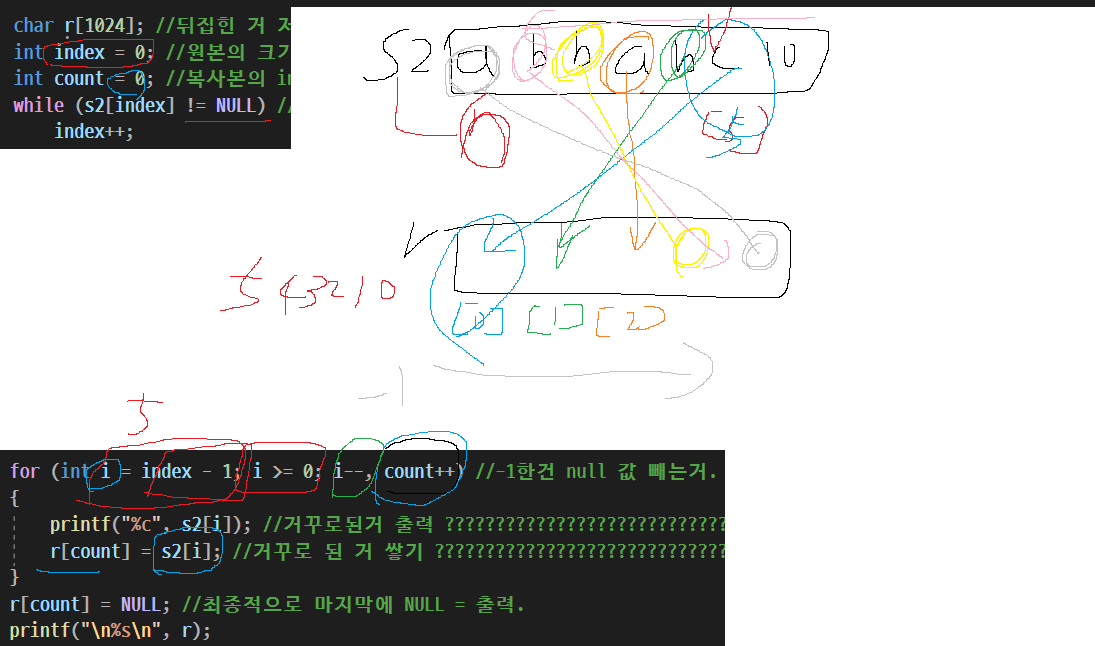 char r[1024]; //뒤집힌 거 저
int index = 0; //원본의 크기
int count = 0; //복사본의 in
while (s2[index] != NULL) //
index++;
S2 a b b a b c \0
0 [5]
5 4 3 2 1 0
[0] [1] [2]
-1
5
for (int i = index - 1; i >= 0; i--, count++) //-1한건 null 값 빼는거.
{
printf("%c", s2[i]); //거꾸로된거 출력 ????????????????????????????
r[count] = s2[i]; //거꾸로 된 거 쌓기 ?????????????????????????????
}
r[count] = NULL; //최종적으로 마지막에 NULL = 출력.
printf("\n%s\n", r);